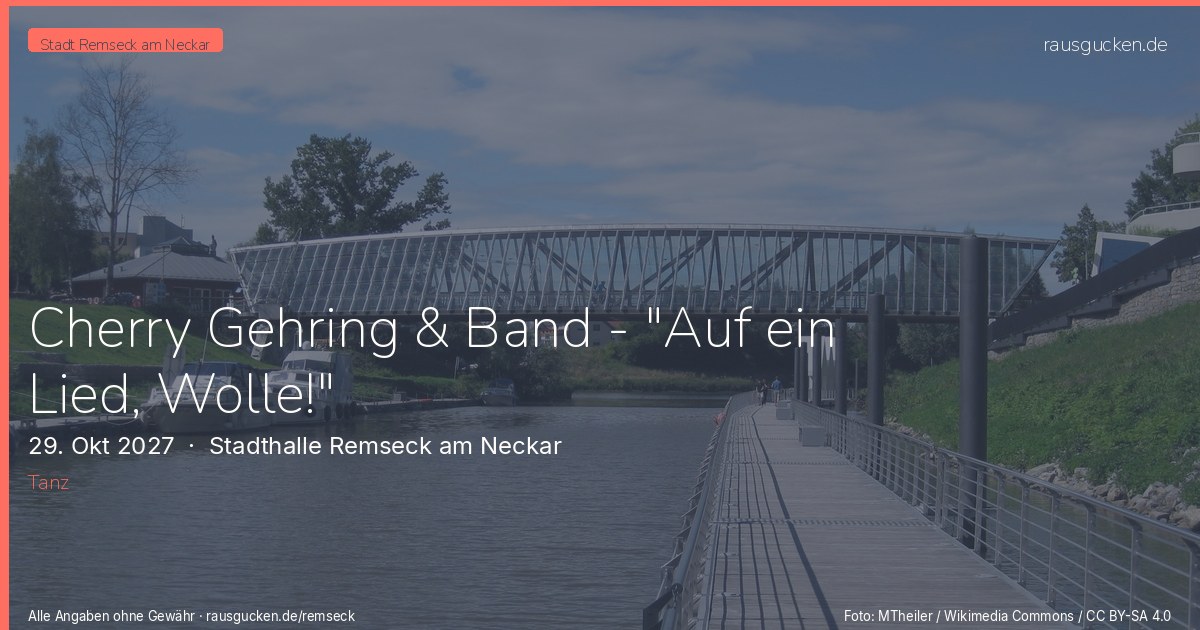 Stadt Remseck am Neckar
rausgucken.de
Cherry Gehring & Band - "Auf ein
Lied, Wolle!"
29. Okt 2027 · Stadthalle Remseck am Neckar
Tanz
Alle Angaben ohne Gewähr · rausgucken.de/remseck
Foto: MTheiler / Wikimedia Commons / CC BY-SA 4.0